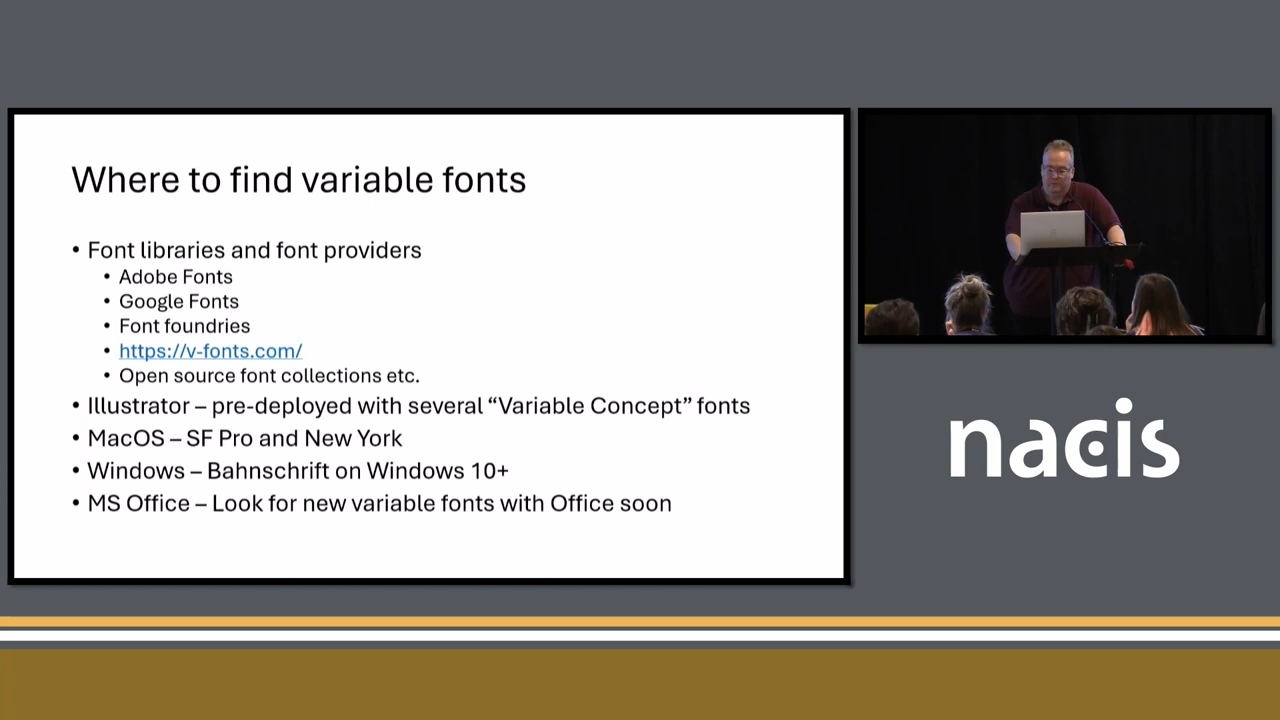 Where to find variable fonts
• Font libraries and font providers
• Adobe Fonts
• Google Fonts
• Font foundries
• https://v-fonts.com/
• Open source font collections etc.
• Illustrator – pre-deployed with several “Variable Concept” fonts
• MacOS – SF Pro and New York
• Windows – Bahnschrift on Windows 10+
• MS Office – Look for new variable fonts with Office soon
nacis